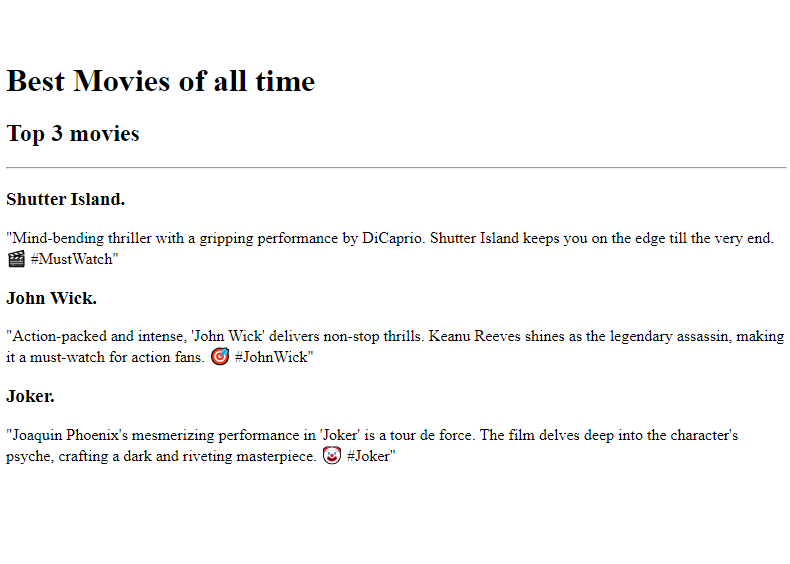 Best Movies of all time
Top 3 movies
Shutter Island.
"Mind-bending thriller with a gripping performance by DiCaprio. Shutter Island keeps you on the edge till the very end.
🎬 #MustWatch"
John Wick.
"Action-packed and intense, 'John Wick' delivers non-stop thrills. Keanu Reeves shines as the legendary assassin, making
it a must-watch for action fans. 🎯 #JohnWick"
Joker.
"Joaquin Phoenix's mesmerizing performance in 'Joker' is a tour de force. The film delves deep into the character's
psyche, crafting a dark and riveting masterpiece. 🤡 #Joker"